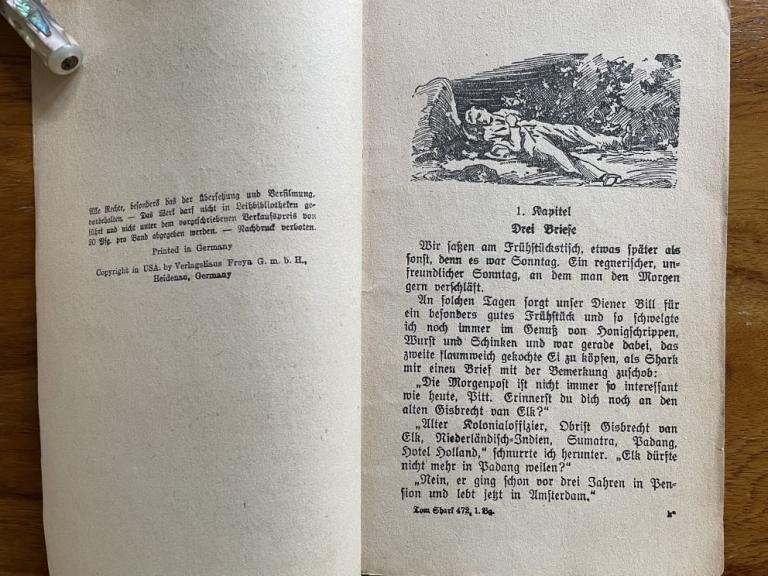 Alle Rechte, besonders das der Übersetzung und Verfilmung,
vorbehalten. — Das Werk darf nicht in Leihbibliotheken ge-
führt und nicht unter dem vorgeschriebenen Verkaufspreis von
20 Pfg. pro Band abgegeben werden. — Nachdruck verboten.
Printed in Germany
Copyright in USA. by Verlagshaus Freya G. m. b. H.,
Heidenau, Germany
1. Kapitel
Drei Briefe
Wir saßen am Frühstückstisch, etwas später als
sonst, denn es war Sonntag. Ein regnerischer, un-
freundlicher Sonntag, an dem man den Morgen
gern verschläft.
An solchen Tagen sorgt unser Diener Bill für
ein besonders gutes Frühstück und so schwelgte
ich noch immer im Genuß von Honigschrippen,
Wurst und Schinken und war gerade dabei, das
zweite flaumweich gekochte Ei zu köpfen, als Shark
mir einen Brief mit der Bemerkung zuschob:
„Die Morgenpost ist nicht immer so interessant
wie heute, Pitt. Erinnerst du dich noch an den
alten Gisbrecht van Elk?“
„Alter Kolonialoffizier, Obrist Gisbrecht van
Elk, Niederländisch-Indien, Sumatra, Padang,
Hotel Holland,“ schnurrte ich herunter. „Elk dürfte
nicht mehr in Padang weilen?“
„Nein, er ging schon vor drei Jahren in Pen-
sion und lebt jetzt in Amsterdam.“
Tom Shark 472, 1. Bg.